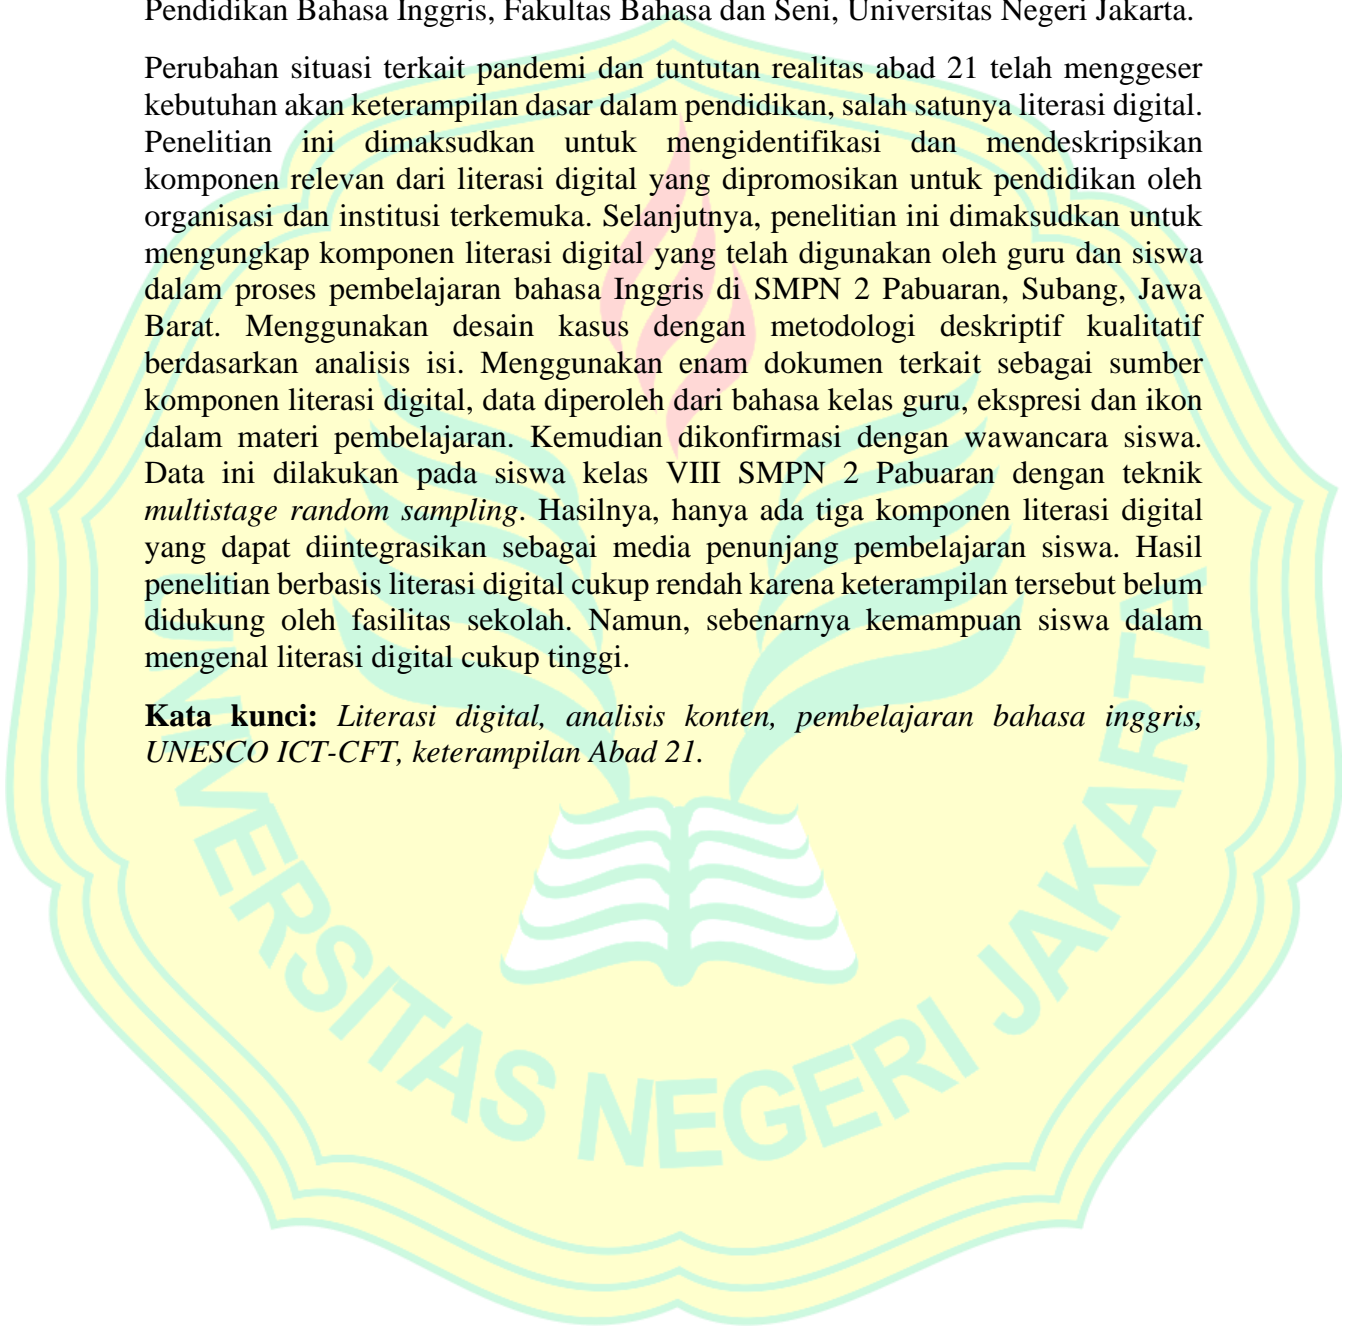 Pendidikan Bahasa Inggris, Fakultas Bahasa dan Seni, Universitas Negeri Jakarta.
Perubahan situasi terkait pandemi dan tuntutan realitas abad 21 telah menggeser
kebutuhan akan keterampilan dasar dalam pendidikan, salah satunya literasi digital.
Penelitian ini dimaksudkan untuk mengidentifikasi dan mendeskripsikan
komponen relevan dari literasi digital yang dipromosikan untuk pendidikan oleh
organisasi dan institusi terkemuka. Selanjutnya, penelitian ini dimaksudkan untuk
mengungkap komponen literasi digital yang telah digunakan oleh guru dan siswa
dalam proses pembelajaran bahasa Inggris di SMPN 2 Pabuaran, Subang, Jawa
Barat. Menggunakan desain kasus dengan metodologi deskriptif kualitatif
berdasarkan analisis isi. Menggunakan enam dokumen terkait sebagai sumber
komponen literasi digital, data diperoleh dari bahasa kelas guru, ekspresi dan ikon
dalam materi pembelajaran. Kemudian dikonfirmasi dengan wawancara siswa.
Data ini dilakukan pada siswa kelas VIII SMPN 2 Pabuaran dengan teknik
multistage random sampling. Hasilnya, hanya ada tiga komponen literasi digital
yang dapat diintegrasikan sebagai media penunjang pembelajaran siswa. Hasil
penelitian berbasis literasi digital cukup rendah karena keterampilan tersebut belum
didukung oleh fasilitas sekolah. Namun, sebenarnya kemampuan siswa dalam
mengenal literasi digital cukup tinggi.
Kata kunci: Literasi digital, analisis konten, pembelajaran bahasa inggris,
UNESCO ICT-CFT, keterampilan Abad 21.
UNIVERSITAS NEGERI JAKARTA